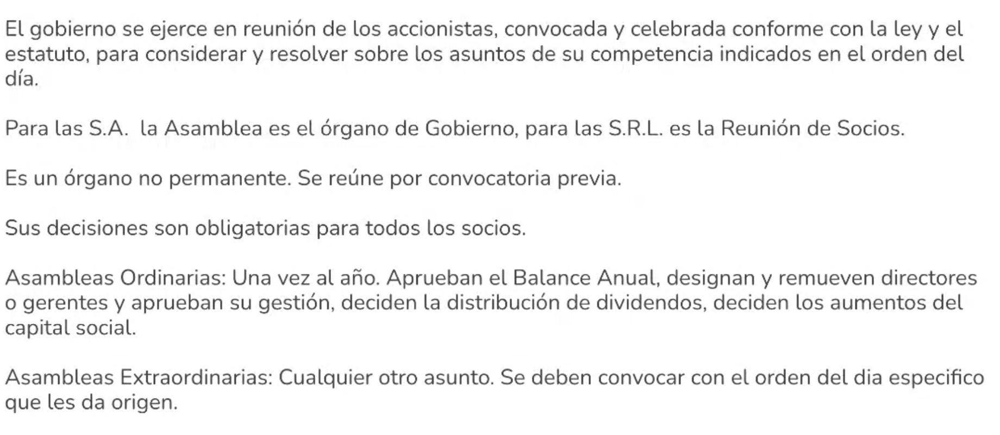 El gobierno se ejerce en reunión de los accionistas, convocada y celebrada conforme con la ley y el
estatuto, para considerar y resolver sobre los asuntos de su competencia indicados en el orden del
día.
Para las S.A.  la Asamblea es el órgano de Gobierno, para las S.R.L. es la Reunión de Socios.
Es un órgano no permanente. Se reúne por convocatoria previa.
Sus decisiones son obligatorias para todos los socios.
Asambleas Ordinarias: Una vez al año. Aprueban el Balance Anual, designan y remueven directores
o gerentes y aprueban su gestión, deciden la distribución de dividendos, deciden los aumentos del
capital social.
Asambleas Extraordinarias: Cualquier otro asunto. Se deben convocar con el orden del dia especifico
que les da origen.